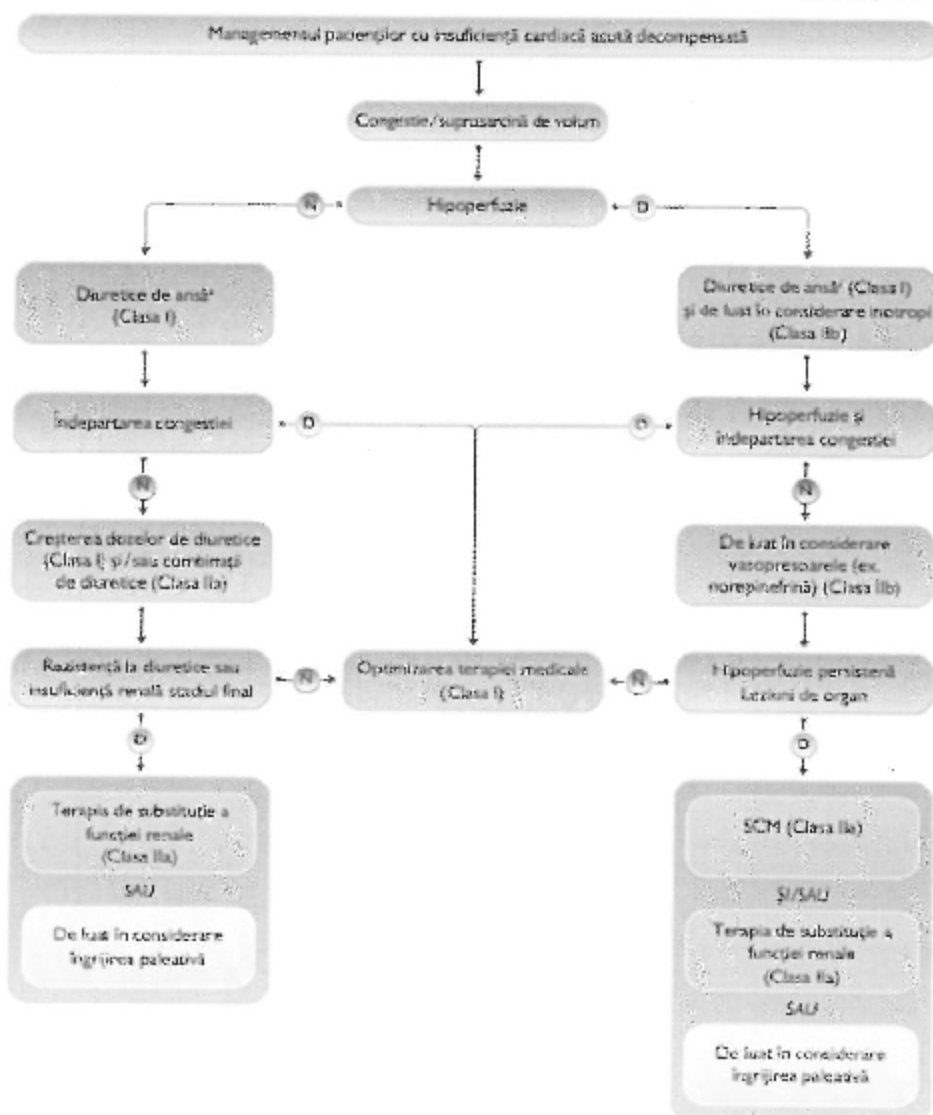 Managementul pacienților cu insuficiență cardiacă acută decompensată
Congestie/suprasarcină de volum
N
Hipoperfuzie
D
Diuretice de ansă
(Clasa I)
Diuretice de ansă (Clasa I)
și de luat în considerare inotropi
(Clasa IIb)
Îndepartarea congestiei
D
D
Hipoperfuzie și
îndepartarea congestiei
N
N
Creșterea dozelor de diuretice
(Clasa I) și/sau combinații
de diuretice (Clasa IIa)
De luat în considerare
vasopresoarele (ex.
norepinefrină) (Clasa IIb)
Rezistență la diuretice sau
insuficiență renală stadiul final
N
Optimizarea terapiei medicale
(Clasa I)
N
Hipoperfuzie persistenă
Leziuni de organ
D
D
Terapia de substituție a
funcției renale
(Clasa IIa)
SAU
De luat în considerare
îngrijirea paleativă
SCM (Clasa IIa)
ȘI/SAU
Terapia de substituție a
funcției renale
(Clasa IIa)
SAU
De luat în considerare
îngrijirea paleativă